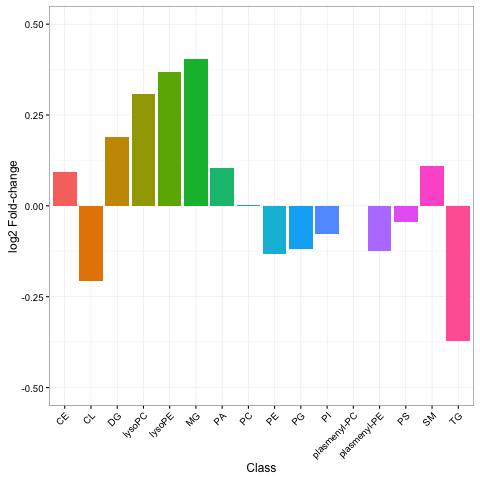 log2 Fold-change
0.50
0.25
0.00
-0.25
-0.50
CE
CL
DG
lysoPC
lysoPE
MG
PA
PC
PE
PG
PI
plasmenyl-PC
plasmenyl-PE
PS
SM
TG
Class